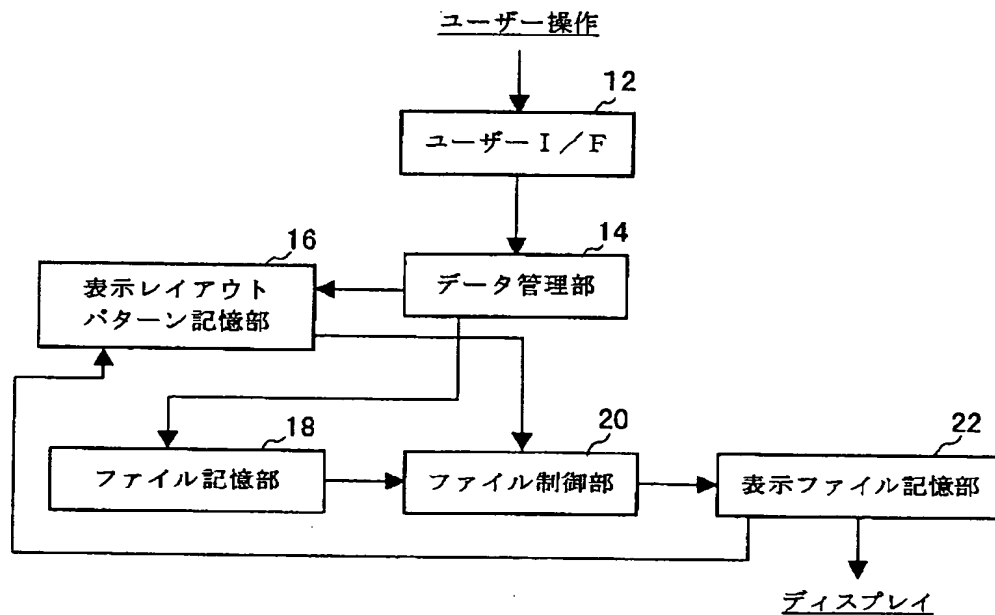 ユーザー操作
12
ユーザーI/F
14
データ管理部
16
表示レイアウト
パターン記憶部
18
ファイル記憶部
20
ファイル制御部
22
表示ファイル記憶部
ディスプレイ